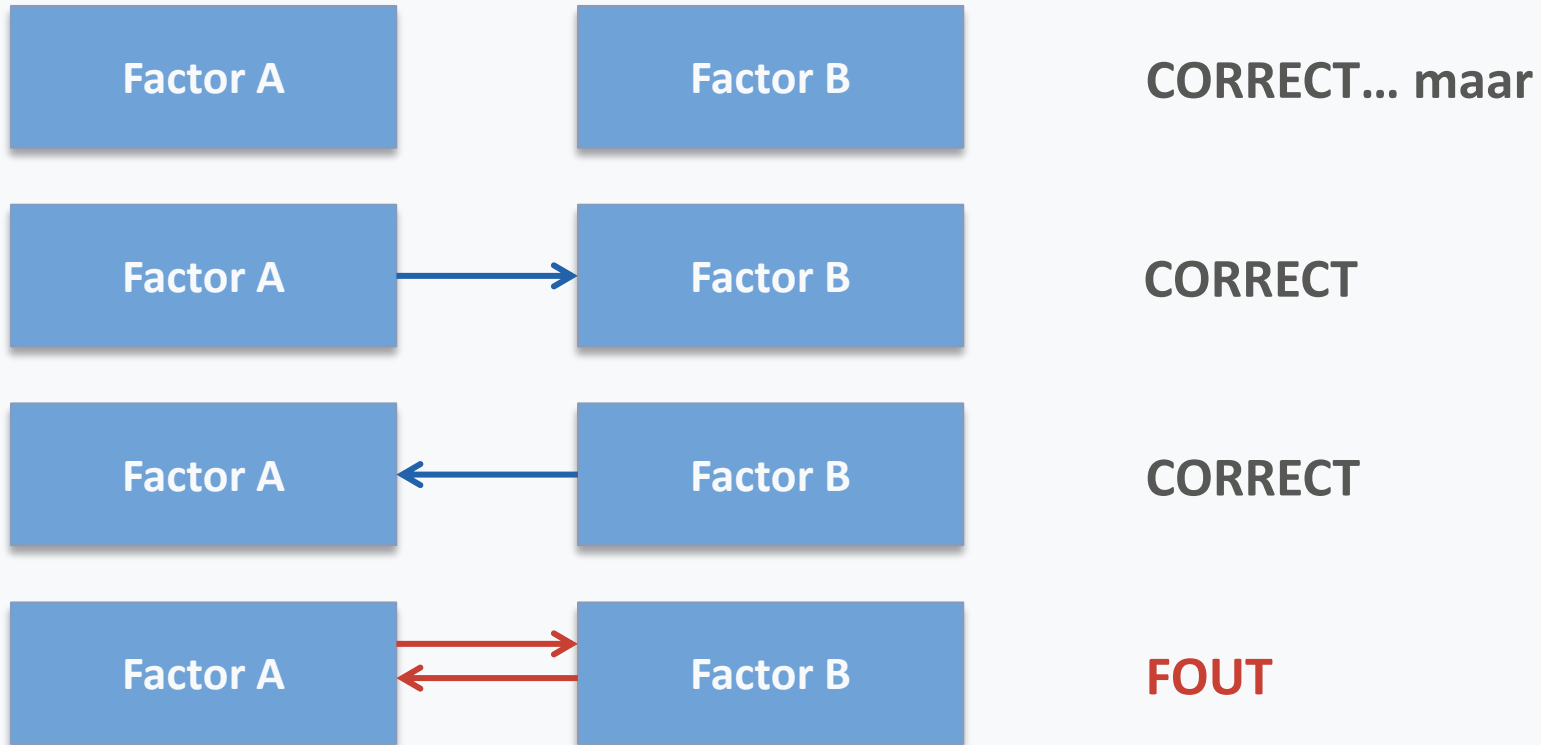 Factor A Factor B CORRECT... maar
Factor A Factor B CORRECT
Factor A Factor B CORRECT
Factor A Factor B FOUT